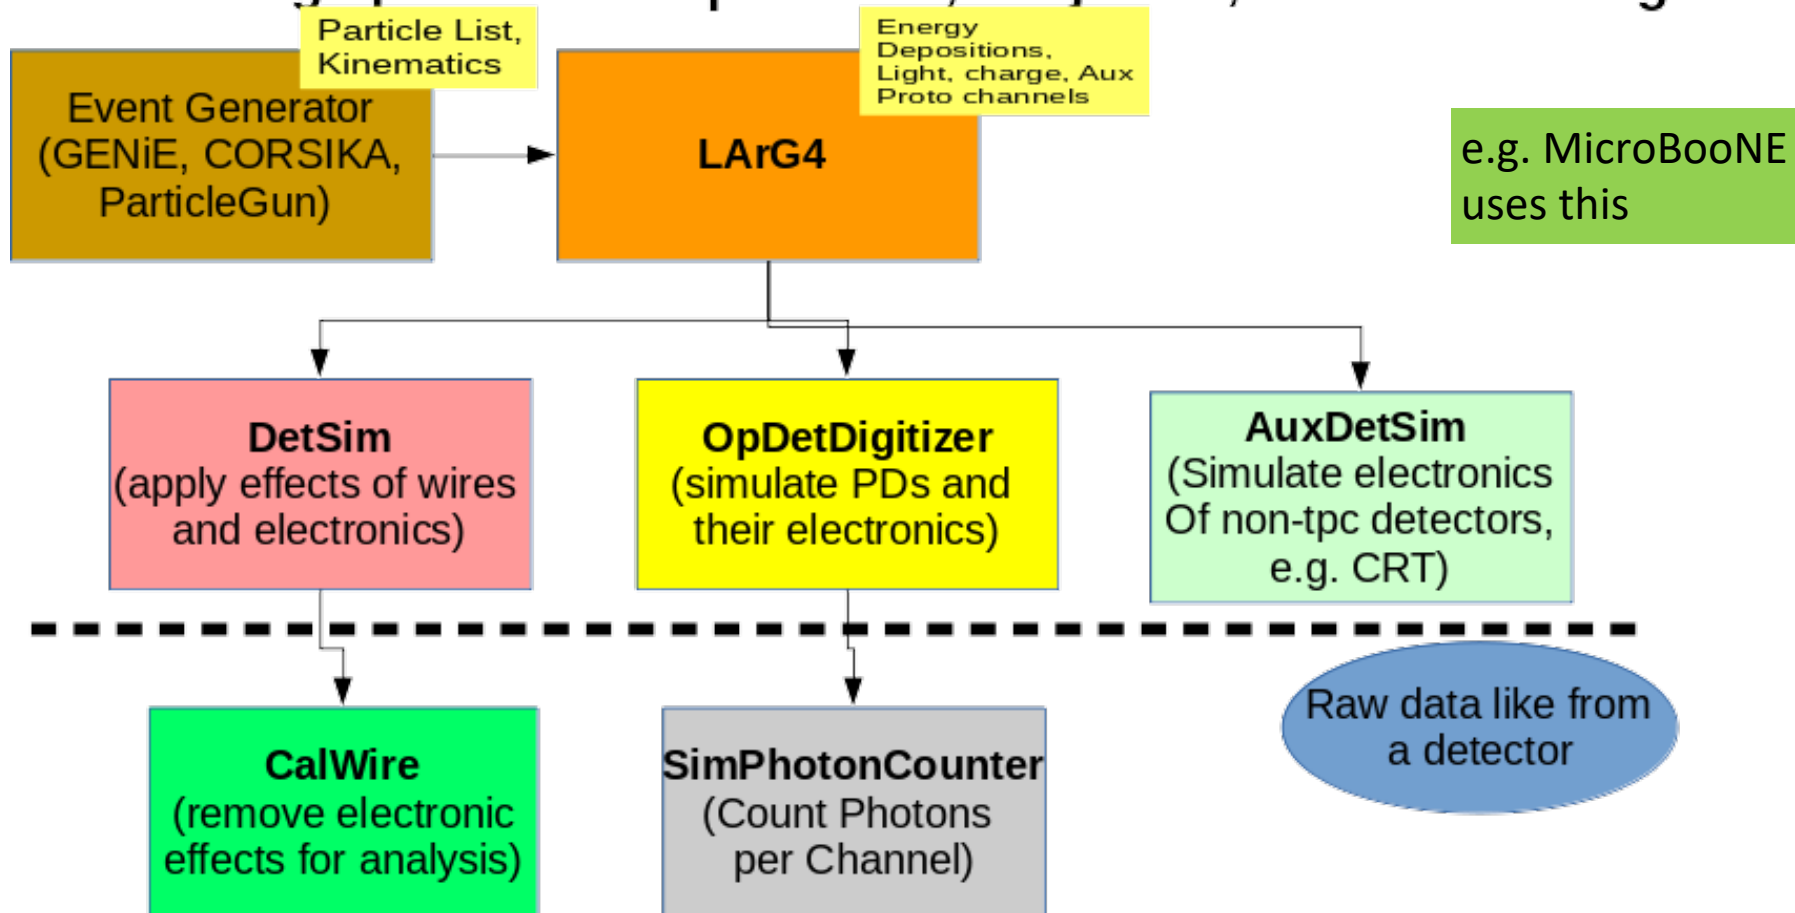 Particle List,
Kinematics
Energy
Depositions,
Light, charge, Aux
Proto channels
Event Generator
(GENiE, CORSIKA,
ParticleGun)
LArG4
e.g. MicroBooNE
uses this
DetSim
(apply effects of wires
and electronics)
OpDetDigitizer
(simulate PDs and
their electronics)
AuxDetSim
(Simulate electronics
Of non-tpc detectors,
e.g. CRT)
CalWire
(remove electronic
effects for analysis)
SimPhotonCounter
(Count Photons
per Channel)
Raw data like from
a detector